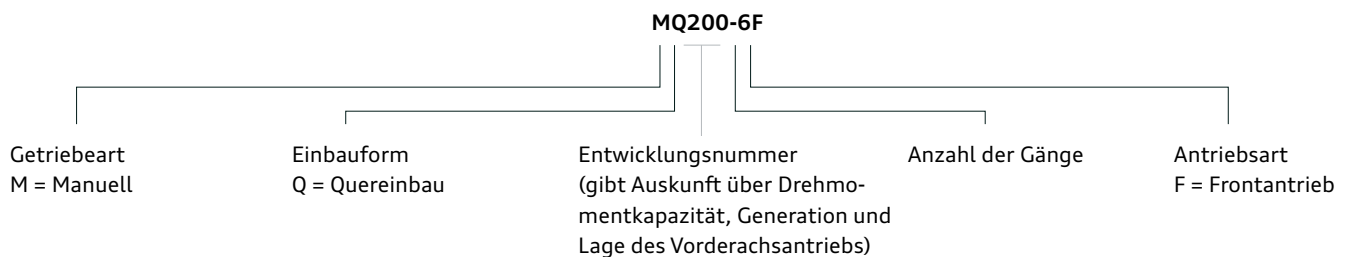 MQ200-6F
Getriebeart
M = Manuell
Einbauform
Q = Quereinbau
Entwicklungsnummer
(gibt Auskunft über Drehmo-
mentkapazität, Generation und
Lage des Vorderachsantriebs)
Anzahl der Gänge
Antriebsart
F = Frontantrieb